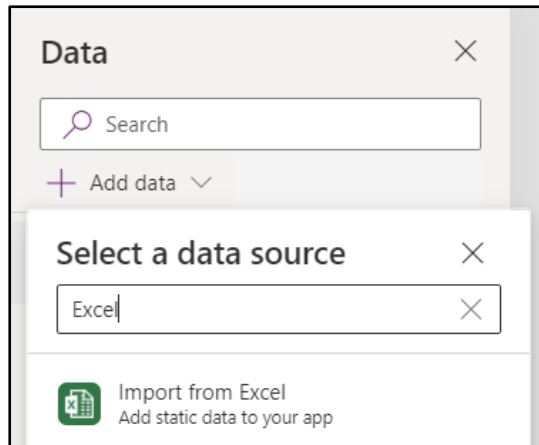 Data
Search
Add data
Select a data source
Excel
Import from Excel
Add static data to your app